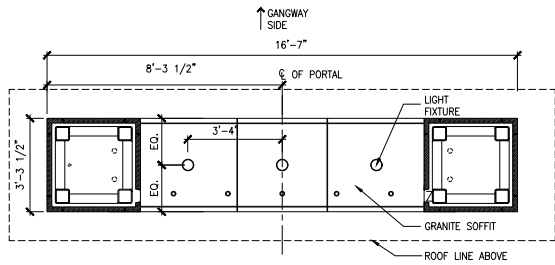 GANGWAY
SIDE
16'-7"
8'-3 1/2"
℄ OF PORTAL
LIGHT
FIXTURE
3'-4"
EQ.
3'-3 1/2"
EQ.
GRANITE SOFFIT
ROOF LINE ABOVE